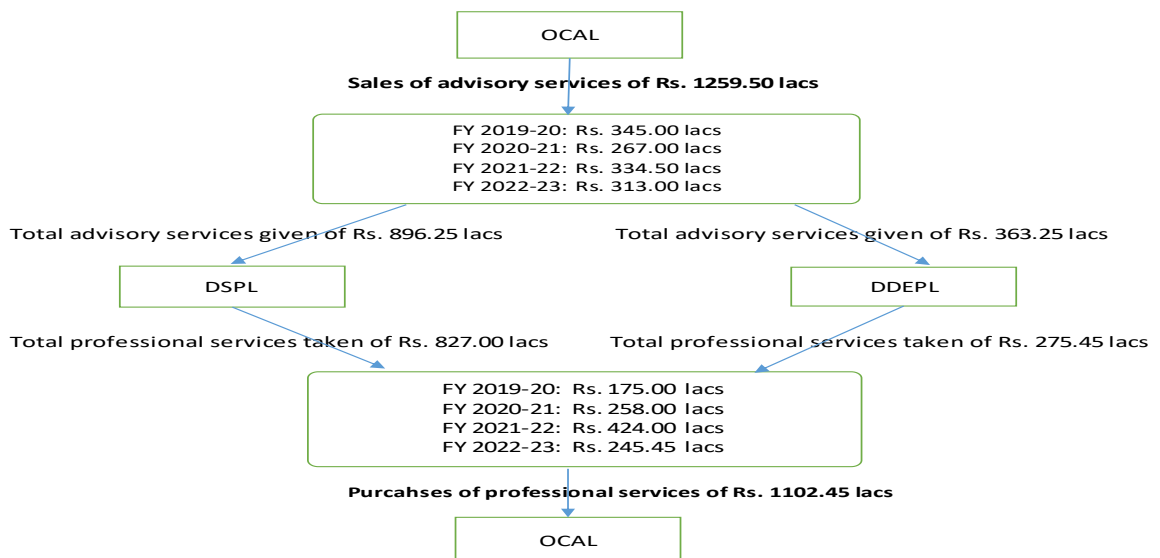 OCAL
Sales of advisory services of Rs. 1259.50 lacs
FY 2019-20: Rs. 345.00 lacs
FY 2020-21: Rs. 267.00 lacs
FY 2021-22: Rs. 334.50 lacs
FY 2022-23: Rs. 313.00 lacs
Total advisory services given of Rs. 896.25 lacs
Total advisory services given of Rs. 363.25 lacs
DSPL
DDEPL
Total professional services taken of Rs. 827.00 lacs
Total professional services taken of Rs. 275.45 lacs
FY 2019-20: Rs. 175.00 lacs
FY 2020-21: Rs. 258.00 lacs
FY 2021-22: Rs. 424.00 lacs
FY 2022-23: Rs. 245.45 lacs
Purcahses of professional services of Rs. 1102.45 lacs
OCAL